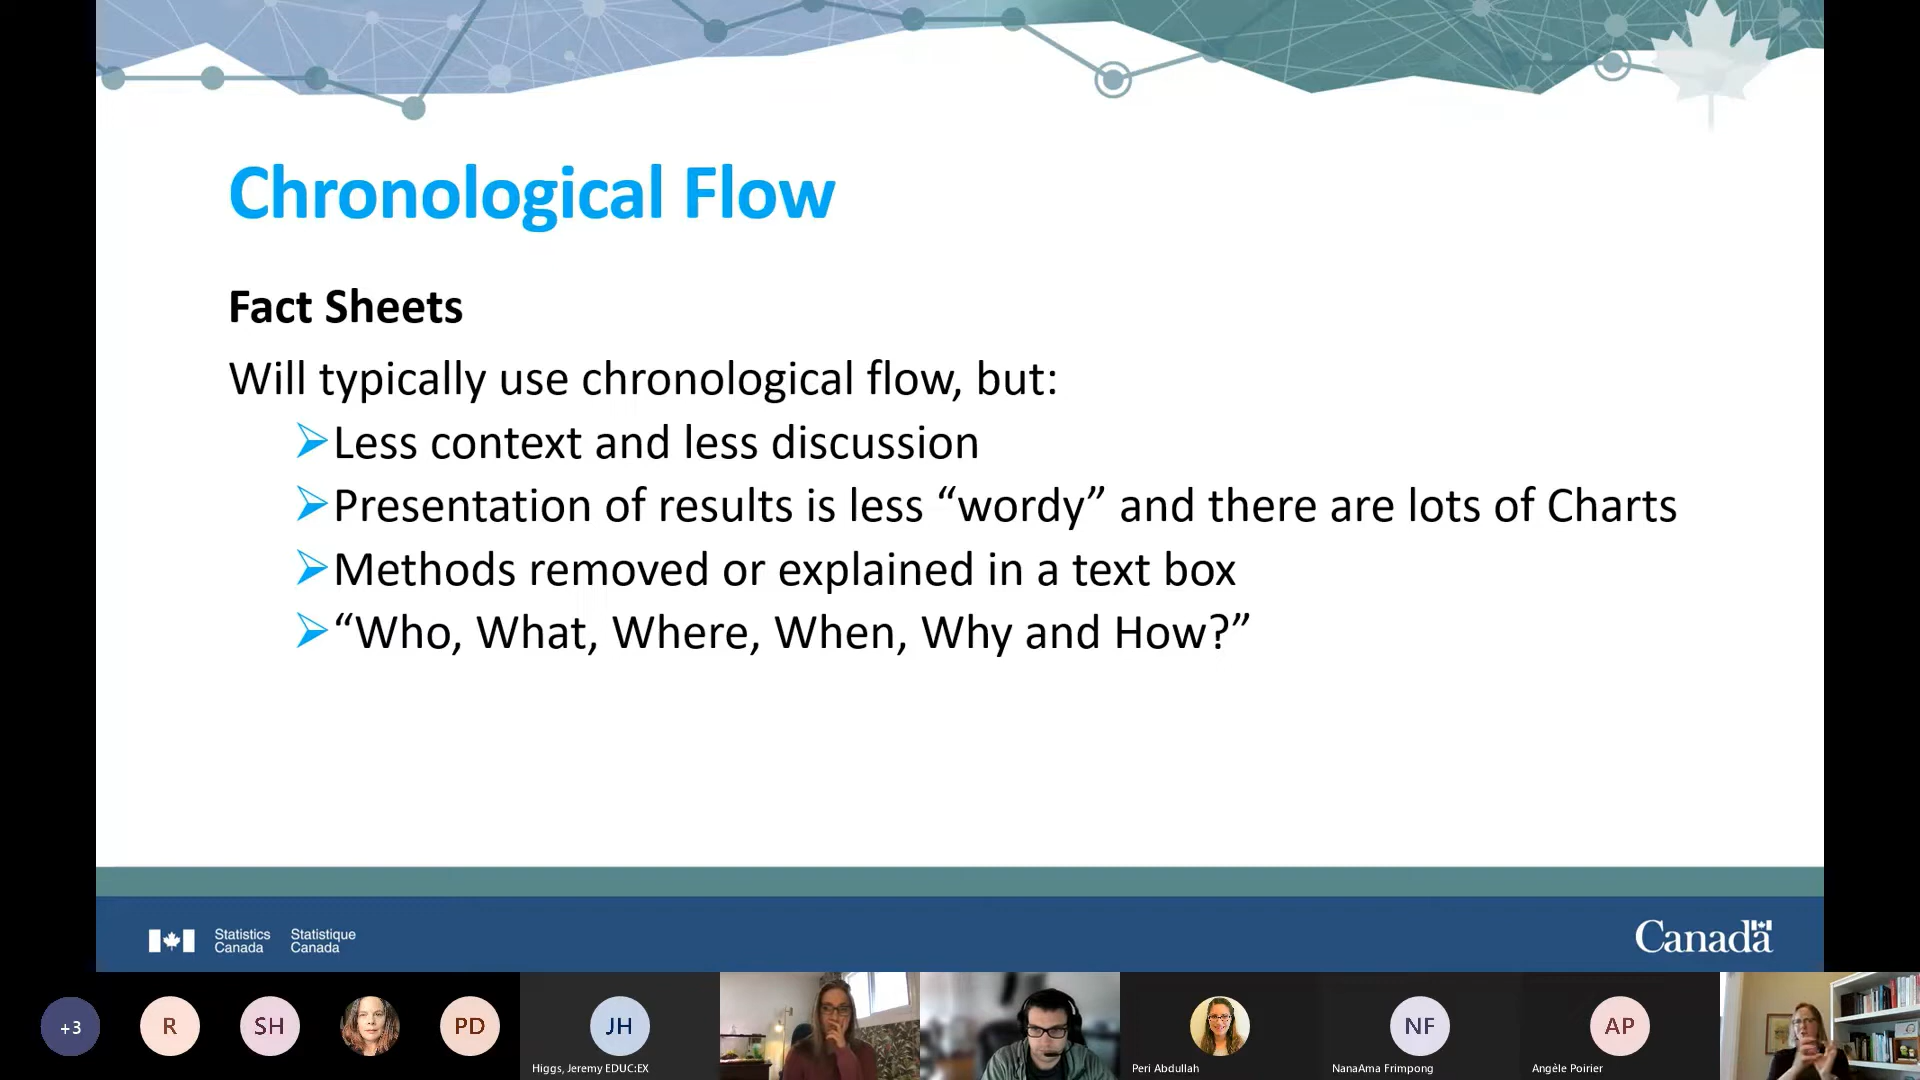 Chronological Flow
Fact Sheets
Will typically use chronological flow, but:
➢Less context and less discussion
➢Presentation of results is less “wordy” and there are lots of Charts
➢Methods removed or explained in a text box
➢“Who, What, Where, When, Why and How?”
Statistics Statistique
Canada Canada
Canada
+3
R
SH
PD
JH
NF
AP
Higgs, Jeremy EDUC:EX
Peri Abdullah
NanaAma Frimpong
Angèle Poirier